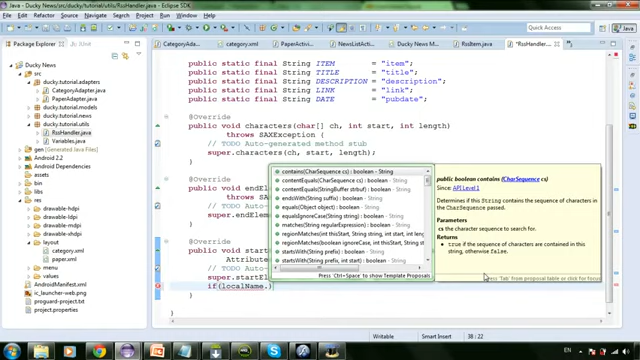 Java - Ducky News/src/ducky/tutorial/utils/RssHandler.java - Eclipse SDK
File Edit Source Refactor Navigate Search Project Run Window Help
Quick Access
Java
Package Explorer
CategoryAdap...
category.xml
PaperActivi...
NewsListActi...
Ducky News M...
RssItem.java
*RssHandler....
Ducky News
src
ducky.tutorial.adapters
CategoryAdapter.java
PaperAdapter.java
ducky.tutorial.models
ducky.tutorial.news
ducky.tutorial.utils
RssHandler.java
Variables.java
gen [Generated Java Files]
Android 2.2
Android Dependencies
assets
bin
libs
res
drawable-hdpi
drawable-ldpi
drawable-mdpi
drawable-xhdpi
layout
category.xml
paper.xml
menu
values
ic_launcher-web.png
proguard-project.txt
project.properties
public static final String ITEM = "item";
public static final String TITLE = "title";
public static final String DESCRIPTION = "description";
public static final String LINK = "link";
public static final String DATE = "pubdate";
@Override
public void characters(char[] ch, int start, int length)
throws SAXException {
// TODO Auto-generated method stub
super.characters(ch, start, length);
}
@Override
public void endEl
throws
// TODO Auto-
super.endElem
}
@Override
public void start
Attribute
// TODO Auto-
super.startEl
if(localName.)
}
contains(CharSequence cs) : boolean - String
contentEquals(CharSequence cs) : boolean - String
contentEquals(StringBuffer strbuf) : boolean - String
endsWith(String suffix) : boolean - String
equals(Object object) : boolean - String
equalsIgnoreCase(String string) : boolean - String
matches(String regularExpression) : boolean - String
regionMatches(int thisStart, String string, int start, int len
regionMatches(boolean ignoreCase, int thisStart, String
startsWith(String prefix) : boolean - String
startsWith(String prefix, int start) : boolean - String
Press 'Ctrl+Space' to show Template Proposals
public boolean contains (CharSequence cs)
Since: API Level 1
Determines if this String contains the sequence of characters in
the CharSequence passed.
Parameters
cs the character sequence to search for.
Returns
true if the sequence of characters are contained in this
string, otherwise false.
Press 'Tab' from proposal table or click for focus
Writable
Smart Insert
38 : 22
EN